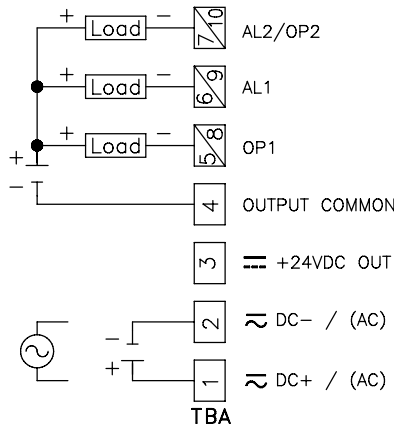 + Load − 7/10 AL2/OP2
+ Load − 6/9 AL1
+ Load − 5/8 OP1
+
− 4 OUTPUT COMMON
3 ⎓ +24VDC OUT
− 2 ⏦ DC− / (AC)
+ 1 ⏦ DC+ / (AC)
TBA